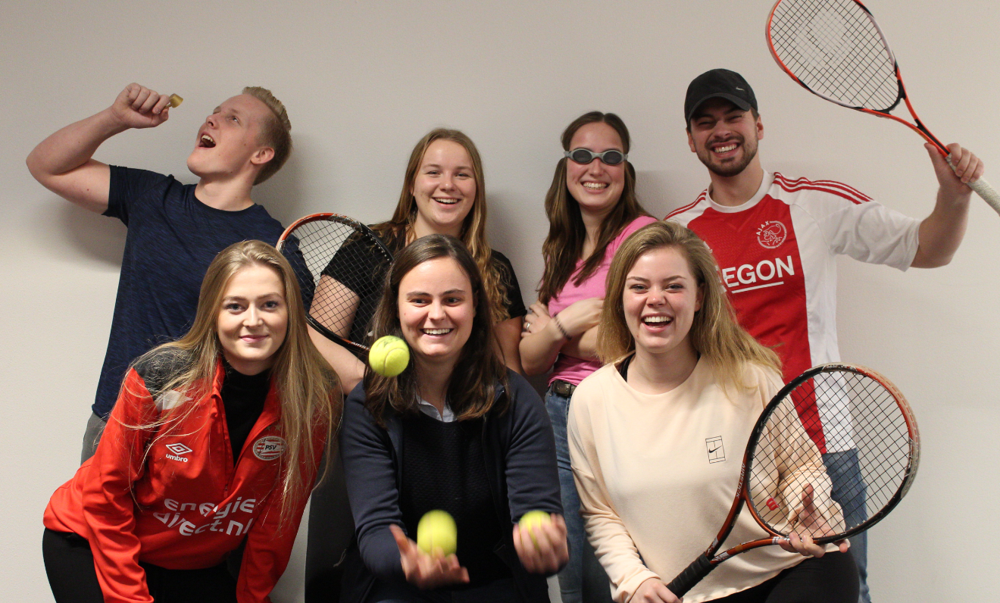 AJAX
EGON
umbro
PSV
energie
direct.nl